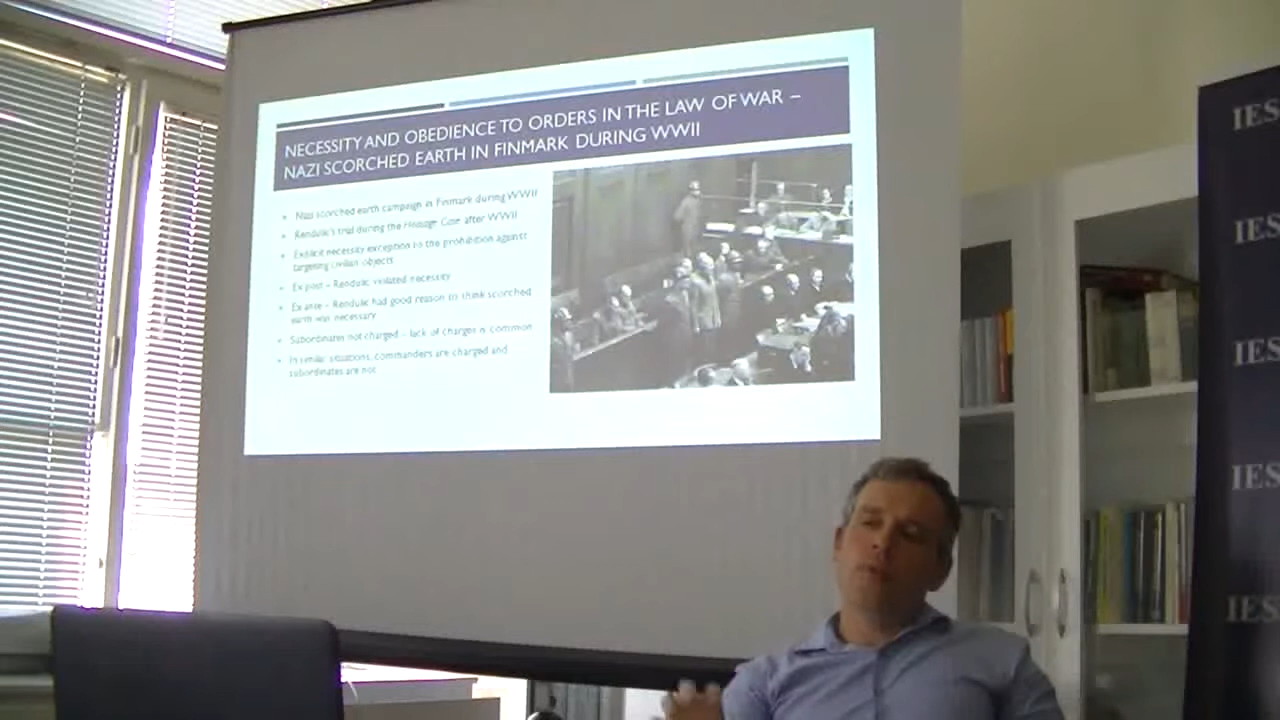 NECESSITY AND OBEDIENCE TO ORDERS IN THE LAW OF WAR –
NAZI SCORCHED EARTH IN FINMARK DURING WWII
Nazi scorched earth campaign in Finmark during WWII
Rendulic's trial during the Hostage Case after WWII
Explicit necessity exception to the prohibition against
targeting civilian objects
Ex post – Rendulic violated necessity
Ex ante – Rendulic had good reason to think scorched
earth was necessary
Subordinates not charged – lack of charges is common
In similar situations, commanders are charged and
subordinates are not
IES
IES
IES
IES
IES